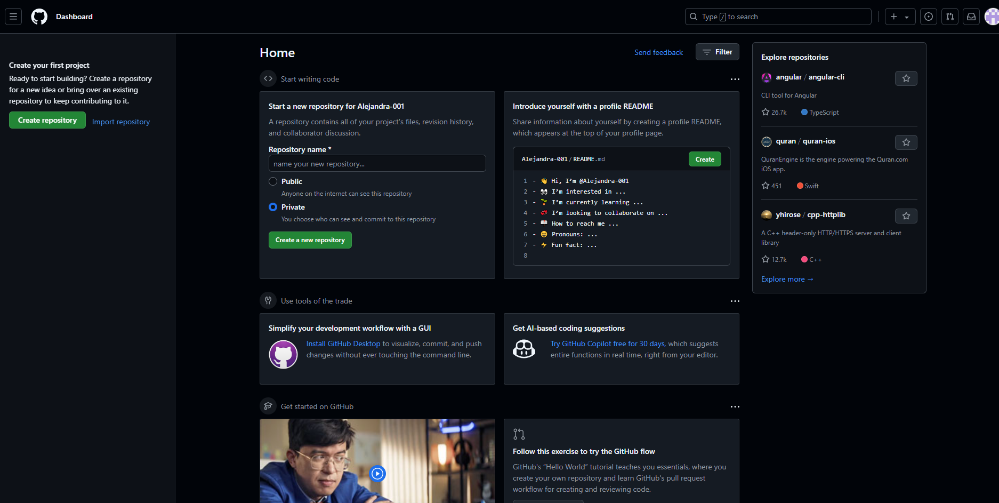 Dashboard
Type / to search
Create your first project
Ready to start building? Create a repository
for a new idea or bring over an existing
repository to keep contributing to it.
Create repository
Import repository
Home
Send feedback
Filter
Start writing code
Start a new repository for Alejandra-001
A repository contains all of your project's files, revision history,
and collaborator discussion.
Repository name *
name your new repository...
Public
Anyone on the internet can see this repository
Private
You choose who can see and commit to this repository
Create a new repository
Introduce yourself with a profile README
Share information about yourself by creating a profile README,
which appears at the top of your profile page.
Alejandra-001 / README.md
Create
1 - 👋 Hi, I’m @Alejandra-001
2 - 👀 I’m interested in ...
3 - 🌱 I’m currently learning ...
4 - 💞️ I’m looking to collaborate on ...
5 - 📫 How to reach me ...
6 - 😄 Pronouns: ...
7 - ⚡ Fun fact: ...
8
Use tools of the trade
Simplify your development workflow with a GUI
Install GitHub Desktop to visualize, commit, and push
changes without ever touching the command line.
Get AI-based coding suggestions
Try GitHub Copilot free for 30 days, which suggests
entire functions in real time, right from your editor.
Get started on GitHub
Follow this exercise to try the GitHub flow
GitHub's “Hello World” tutorial teaches you essentials, where you
create your own repository and learn GitHub's pull request
workflow for creating and reviewing code.
Explore repositories
angular / angular-cli
CLI tool for Angular
26.7k TypeScript
quran / quran-ios
QuranEngine is the engine powering the Quran.com
iOS app.
451 Swift
yhirose / cpp-httplib
A C++ header-only HTTP/HTTPS server and client
library
12.7k C++
Explore more →